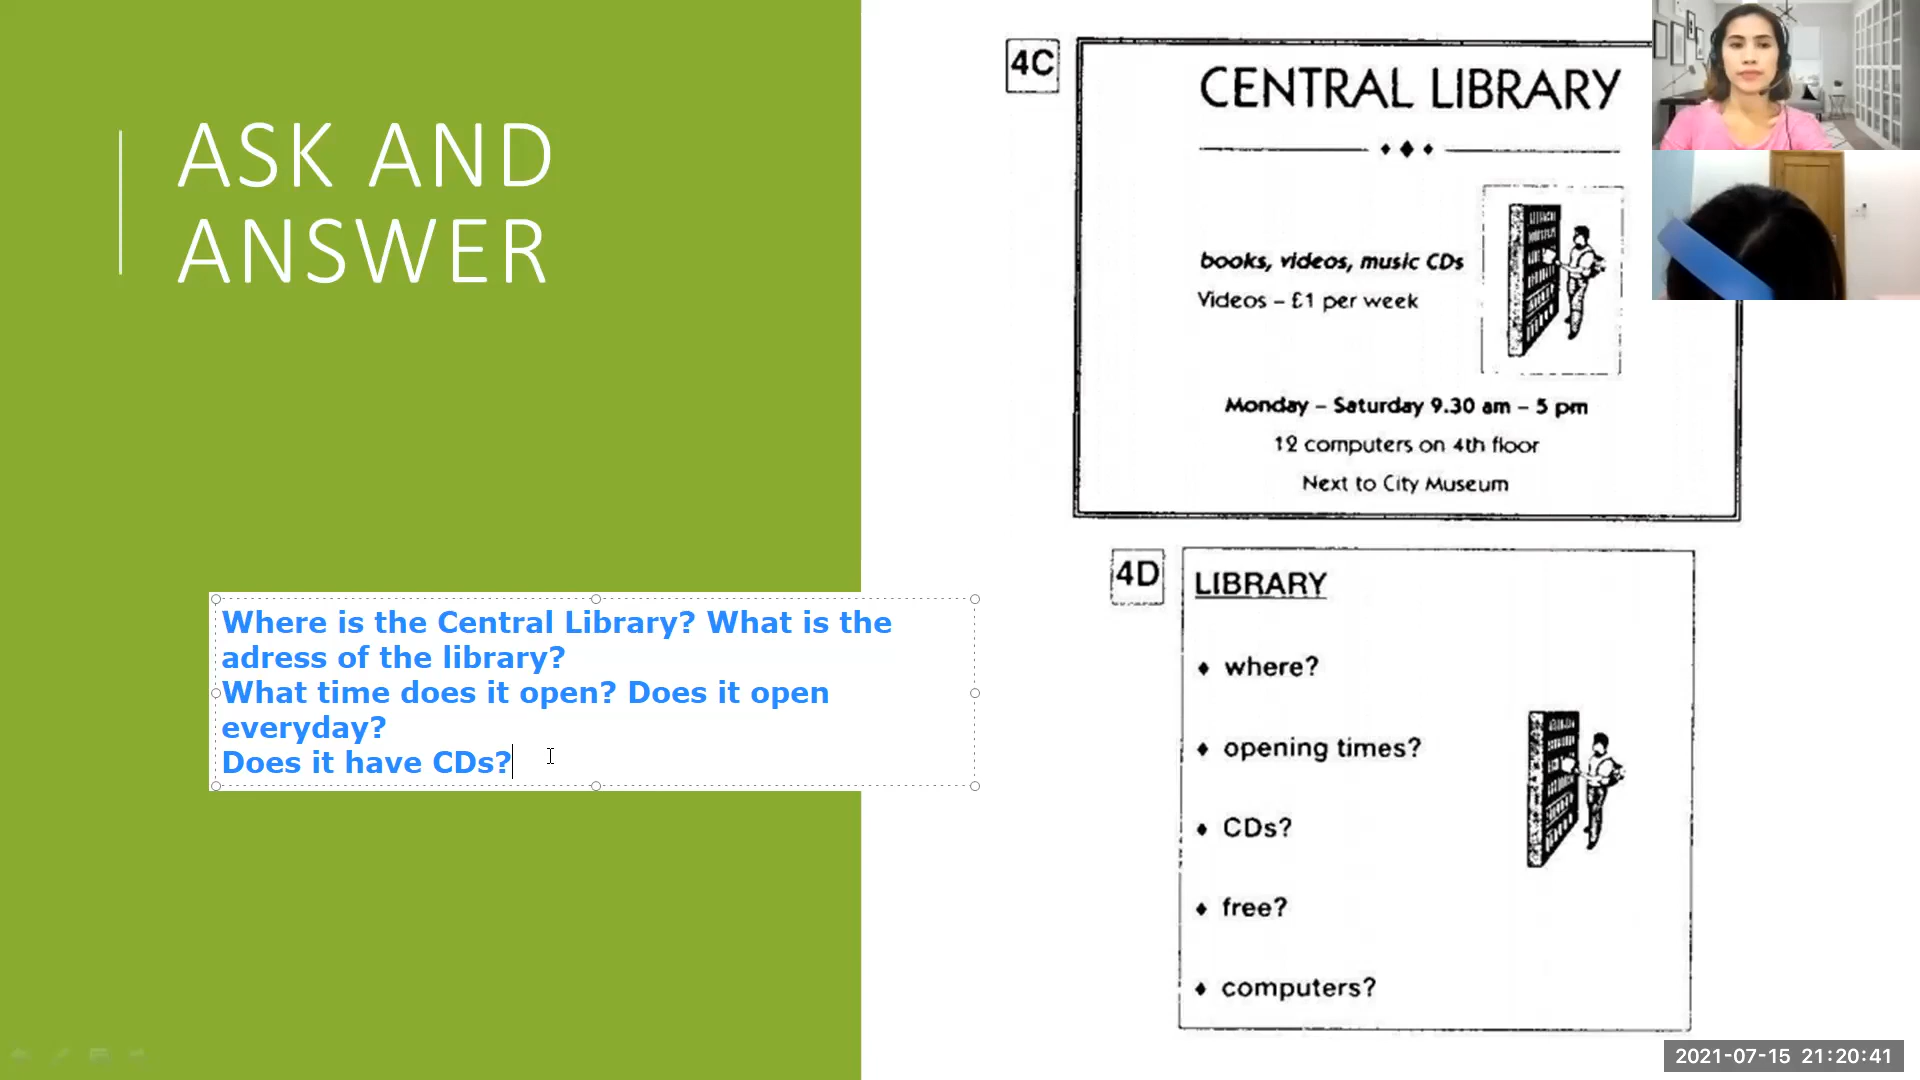 ASK AND
ANSWER
Where is the Central Library? What is the
adress of the library?
What time does it open? Does it open
everyday?
Does it have CDs?
4C
CENTRAL LIBRARY
books, videos, music CDs
Videos – £1 per week
Monday – Saturday 9.30 am – 5 pm
12 computers on 4th floor
Next to City Museum
4D
LIBRARY
♦ where?
♦ opening times?
♦ CDs?
♦ free?
♦ computers?
2021-07-15 21:20:41